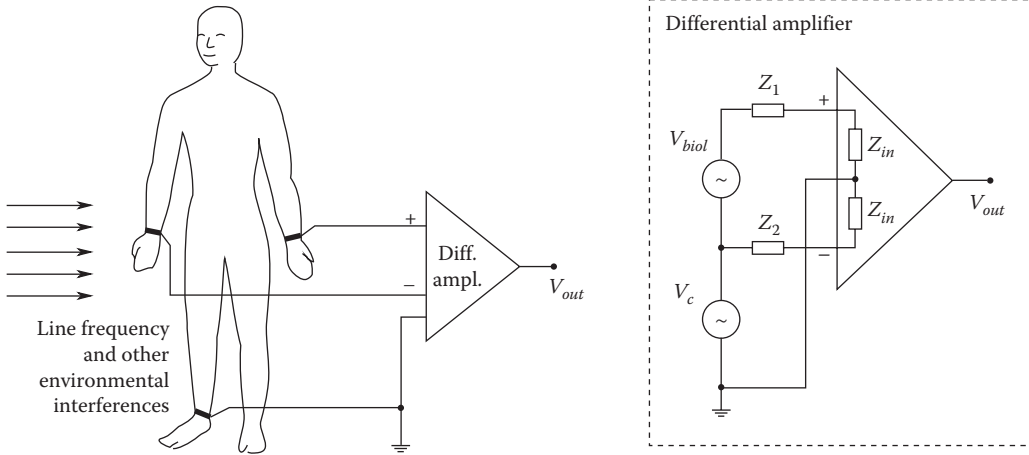 +
−
Diff.
ampl.
V_out
Line frequency
and other
environmental
interferences
Differential amplifier
Z_1
+
V_biol
Z_in
Z_in
Z_2
−
V_out
V_c
~
~